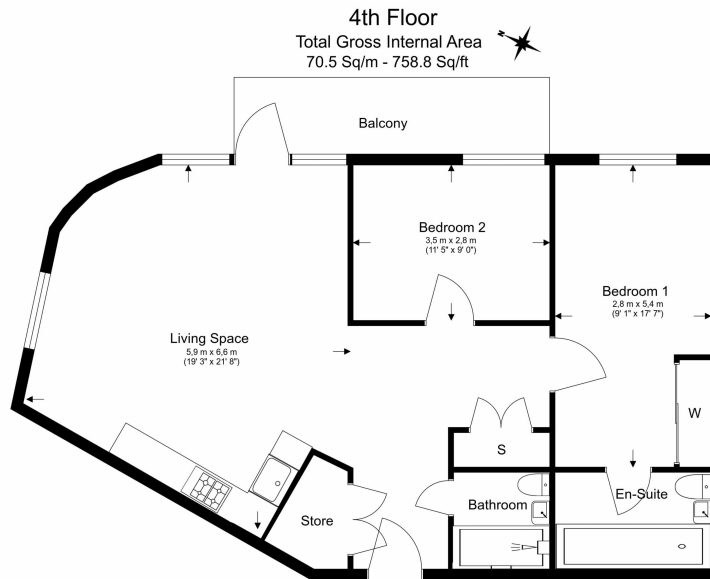 4th Floor
Total Gross Internal Area
70.5 Sq/m - 758.8 Sq/ft
N
Balcony
Bedroom 2
3,5 m x 2,8 m
(11' 5" x 9' 0")
Bedroom 1
2,8 m x 5,4 m
(9' 1" x 17' 7")
Living Space
5,9 m x 6,6 m
(19' 3" x 21' 8")
W
S
Bathroom
En-Suite
Store